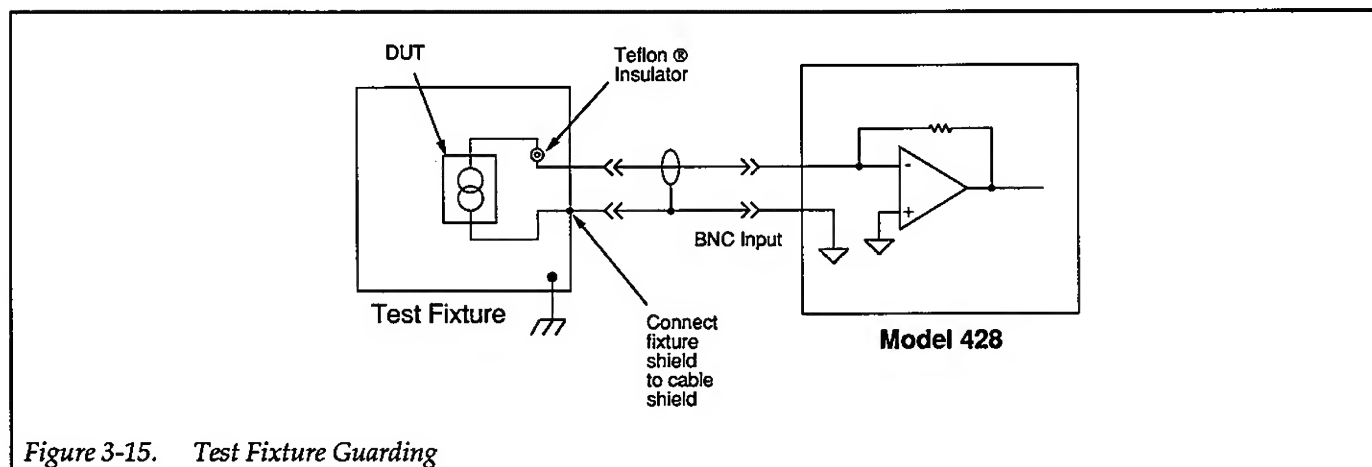 DUT
Teflon ®
Insulator
-
+
BNC Input
Test Fixture
Connect
fixture
shield
to cable
shield
Model 428
Figure 3-15. Test Fixture Guarding